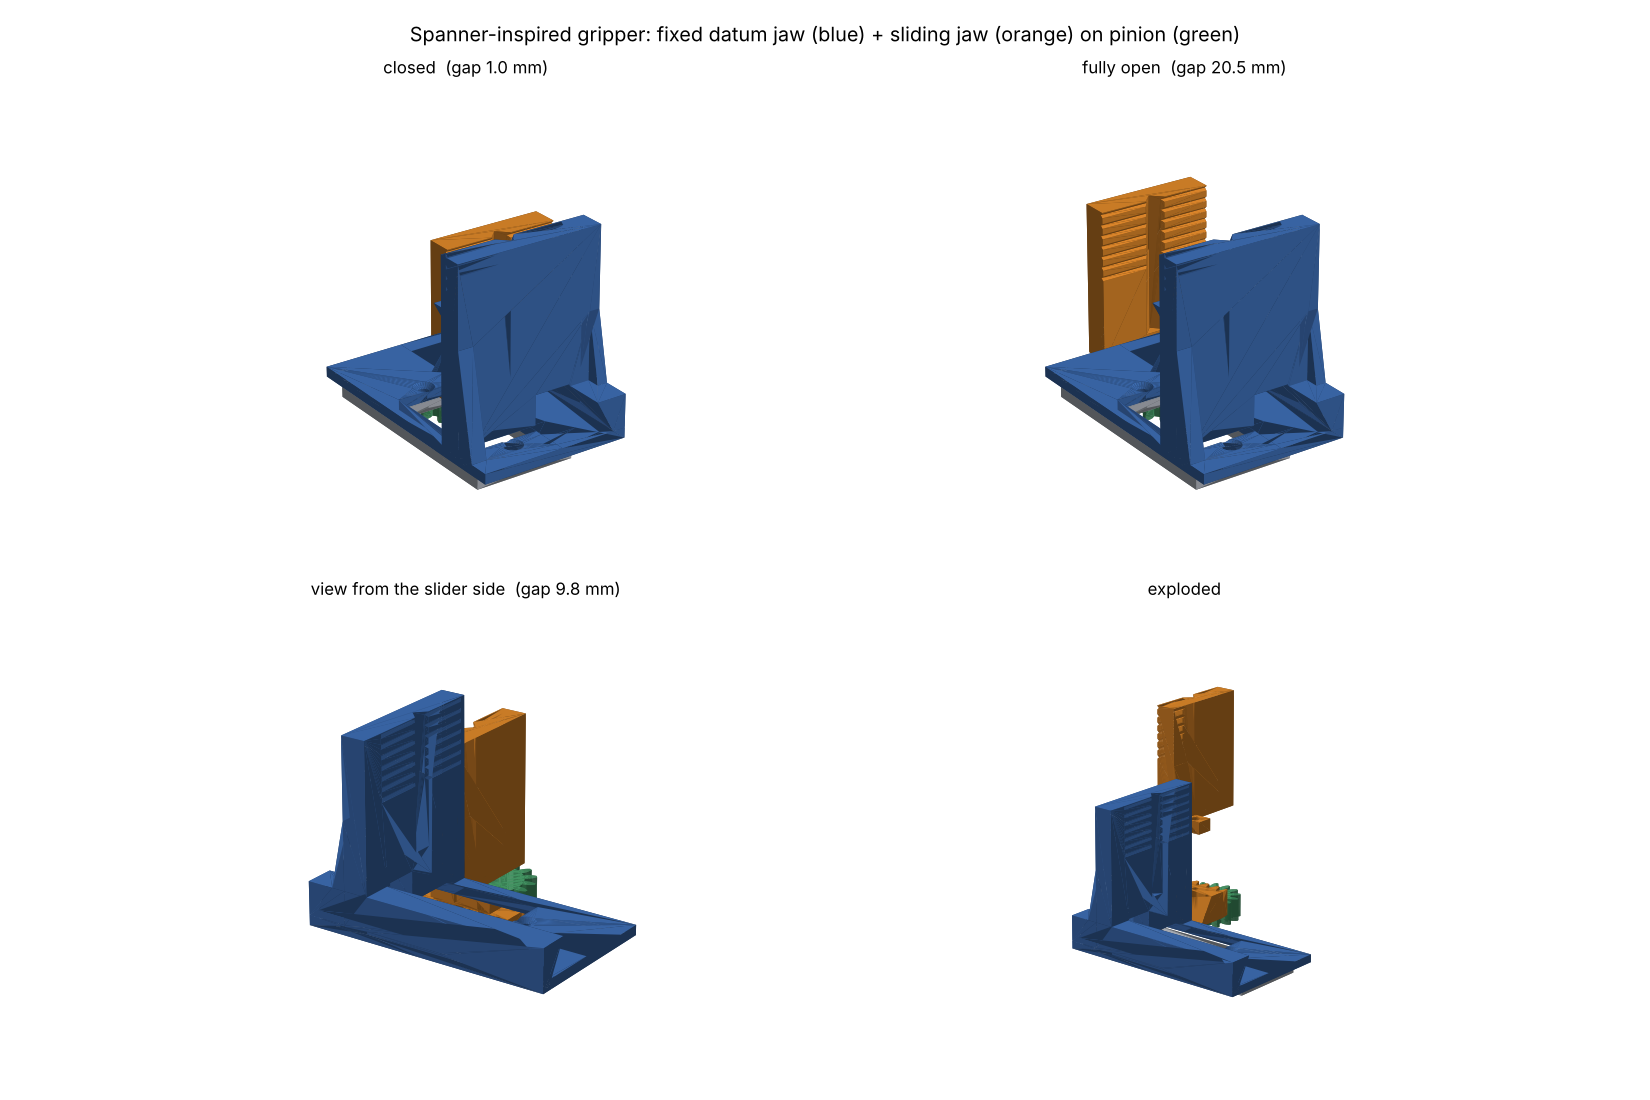 Spanner-inspired gripper: fixed datum jaw (blue) + sliding jaw (orange) on pinion (green)
closed (gap 1.0 mm)
fully open (gap 20.5 mm)
view from the slider side (gap 9.8 mm)
exploded